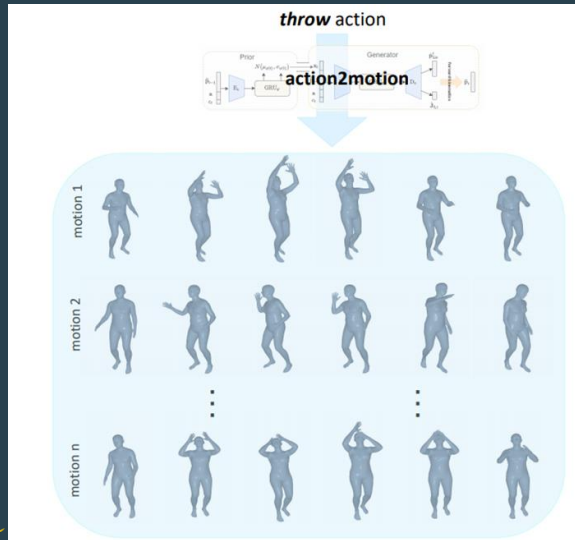 throw action
Prior
Generator
action2motion
motion 1
motion 2
motion n